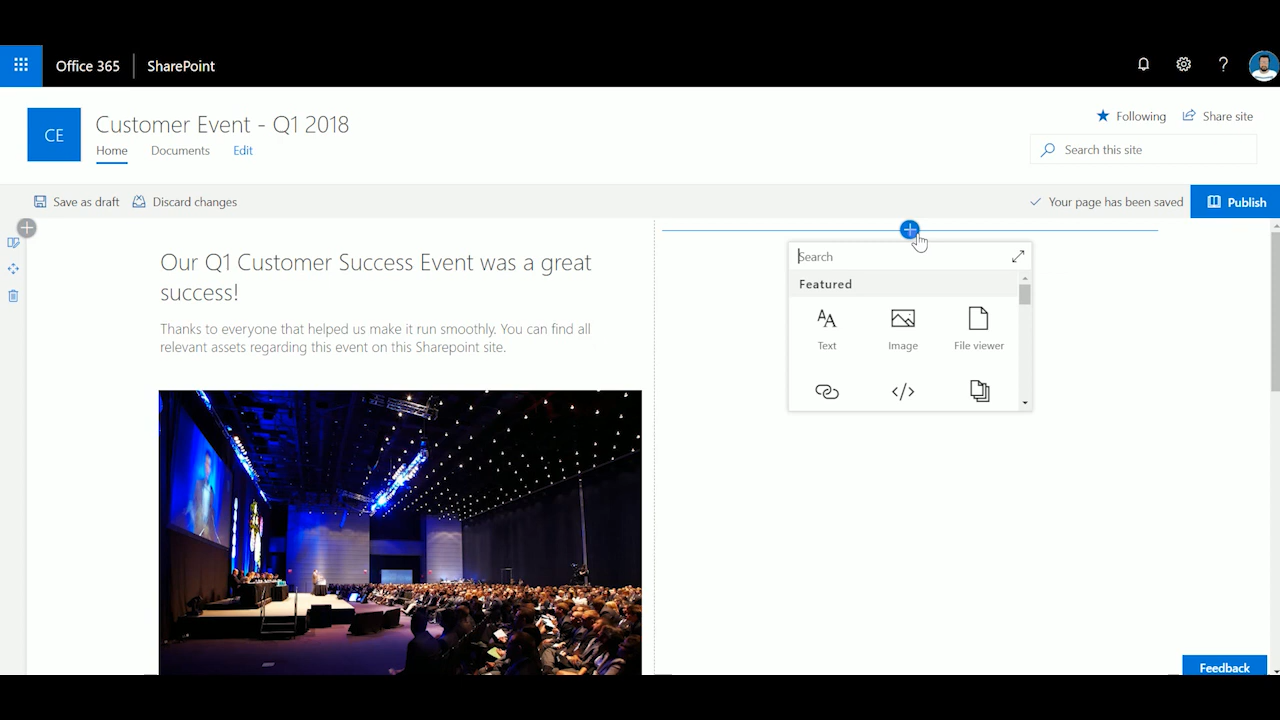 Office 365
SharePoint
CE
Customer Event - Q1 2018
Home
Documents
Edit
Following
Share site
Search this site
Save as draft
Discard changes
Your page has been saved
Publish
Our Q1 Customer Success Event was a great
success!
Thanks to everyone that helped us make it run smoothly. You can find all
relevant assets regarding this event on this Sharepoint site.
Search
Featured
Text
Image
File viewer
Feedback